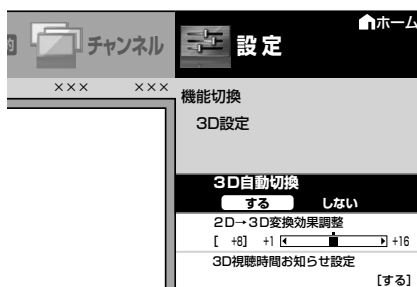 ホーム
的
チャンネル
設定
××× ×××
機能切換
3D設定
3D自動切換
する しない
2D→3D変換効果調整
[ +8] +1 +16
3D視聴時間お知らせ設定
[する]